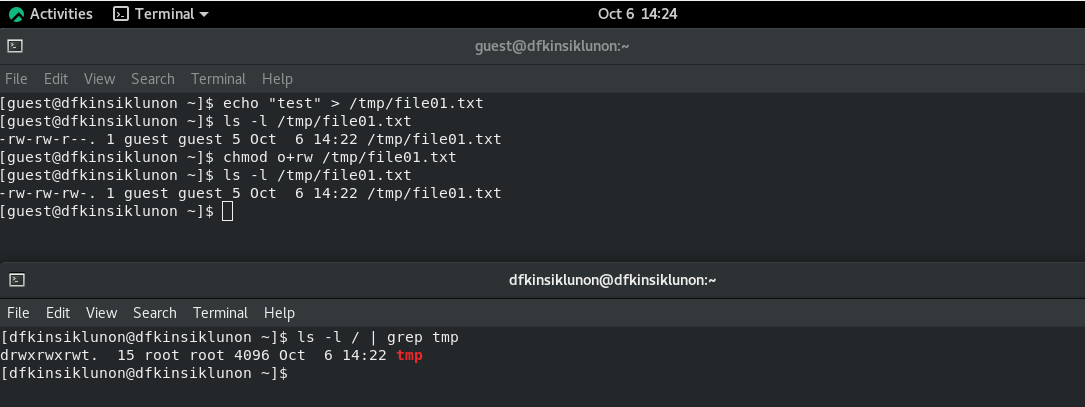 Activities Terminal Oct 6 14:24
guest@dfkinsiklunon:~
File Edit View Search Terminal Help
[guest@dfkinsiklunon ~]$ echo "test" > /tmp/file01.txt
[guest@dfkinsiklunon ~]$ ls -l /tmp/file01.txt
-rw-rw-r--. 1 guest guest 5 Oct  6 14:22 /tmp/file01.txt
[guest@dfkinsiklunon ~]$ chmod o+rw /tmp/file01.txt
[guest@dfkinsiklunon ~]$ ls -l /tmp/file01.txt
-rw-rw-rw-. 1 guest guest 5 Oct  6 14:22 /tmp/file01.txt
[guest@dfkinsiklunon ~]$
dfkinsiklunon@dfkinsiklunon:~
File Edit View Search Terminal Help
[dfkinsiklunon@dfkinsiklunon ~]$ ls -l / | grep tmp
drwxrwxrwt.  15 root root 4096 Oct  6 14:22 tmp
[dfkinsiklunon@dfkinsiklunon ~]$